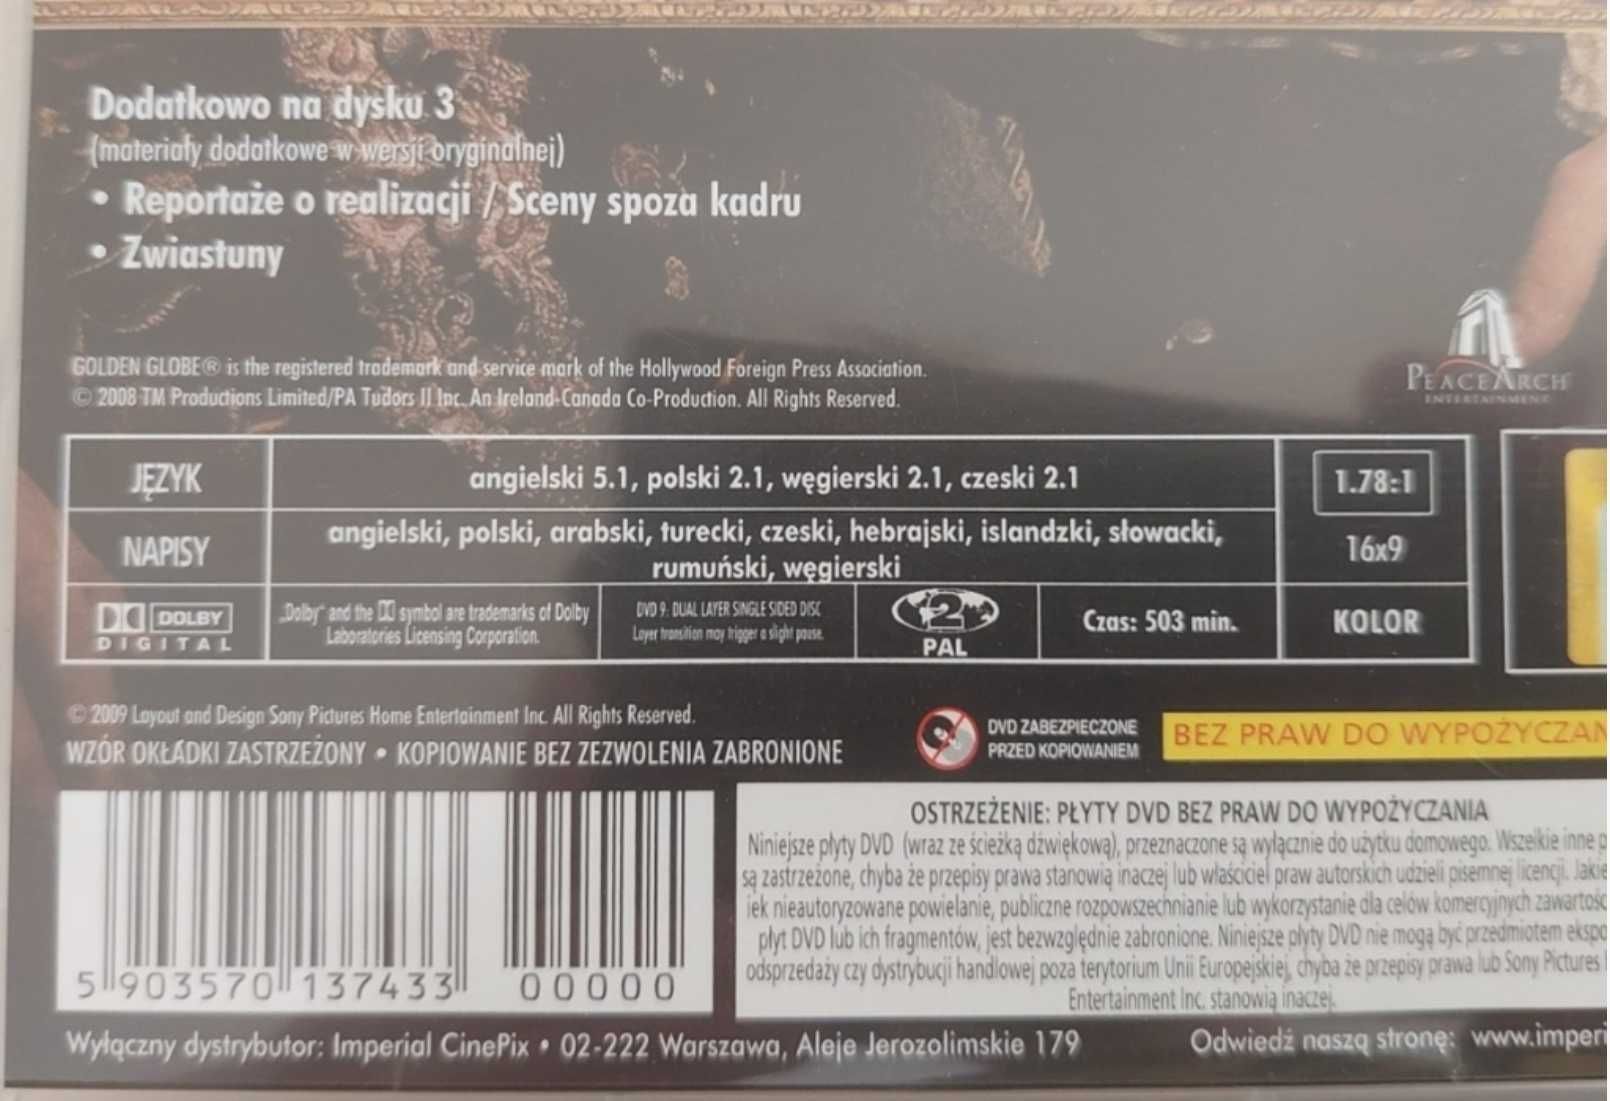 Dodatkowo na dysku 3
(materiały dodatkowe w wersji oryginalnej)
• Reportaże o realizacji / Sceny spoza kadru
• Zwiastuny
PEACE ARCH
ENTERTAINMENT
GOLDEN GLOBE® is the registered trademark and service mark of the Hollywood Foreign Press Association.
© 2008 TM Productions Limited/PA Tudors II Inc. An Ireland-Canada Co-Production. All Rights Reserved.
JĘZYK
angielski 5.1, polski 2.1, węgierski 2.1, czeski 2.1
1.78:1
NAPISY
angielski, polski, arabski, turecki, czeski, hebrajski, islandzki, słowacki,
rumuński, węgierski
16x9
DOLBY
DIGITAL
„Dolby” and the DD symbol are trademarks of Dolby
Laboratories Licensing Corporation.
DVD 9: DUAL LAYER SINGLE SIDED DISC
Layer transition may trigger a slight pause.
2
PAL
Czas: 503 min.
KOLOR
© 2009 Layout and Design Sony Pictures Home Entertainment Inc. All Rights Reserved.
WZÓR OKŁADKI ZASTRZEŻONY • KOPIOWANIE BEZ ZEZWOLENIA ZABRONIONE
DVD ZABEZPIECZONE
PRZED KOPIOWANIEM
BEZ PRAW DO WYPOŻYCZAN
5 903570 137433 00000
OSTRZEŻENIE: PŁYTY DVD BEZ PRAW DO WYPOŻYCZANIA
Niniejsze płyty DVD (wraz ze ścieżką dźwiękową), przeznaczone są wyłącznie do użytku domowego. Wszelkie inne p
są zastrzeżone, chyba że przepisy prawa stanowią inaczej lub właściciel praw autorskich udzieli pisemnej licencji. Jakie
iek nieautoryzowane powielanie, publiczne rozpowszechnianie lub wykorzystanie dla celów komercyjnych zawartośc
płyt DVD lub ich fragmentów, jest bezwzględnie zabronione. Niniejsze płyty DVD nie mogą być przedmiotem ekspo
odsprzedaży czy dystrybucji handlowej poza terytorium Unii Europejskiej, chyba że przepisy prawa lub Sony Pictures
Entertainment Inc. stanowią inaczej.
Wyłączny dystrybutor: Imperial CinePix • 02-222 Warszawa, Aleje Jerozolimskie 179
Odwiedź naszą stronę: www.imperi